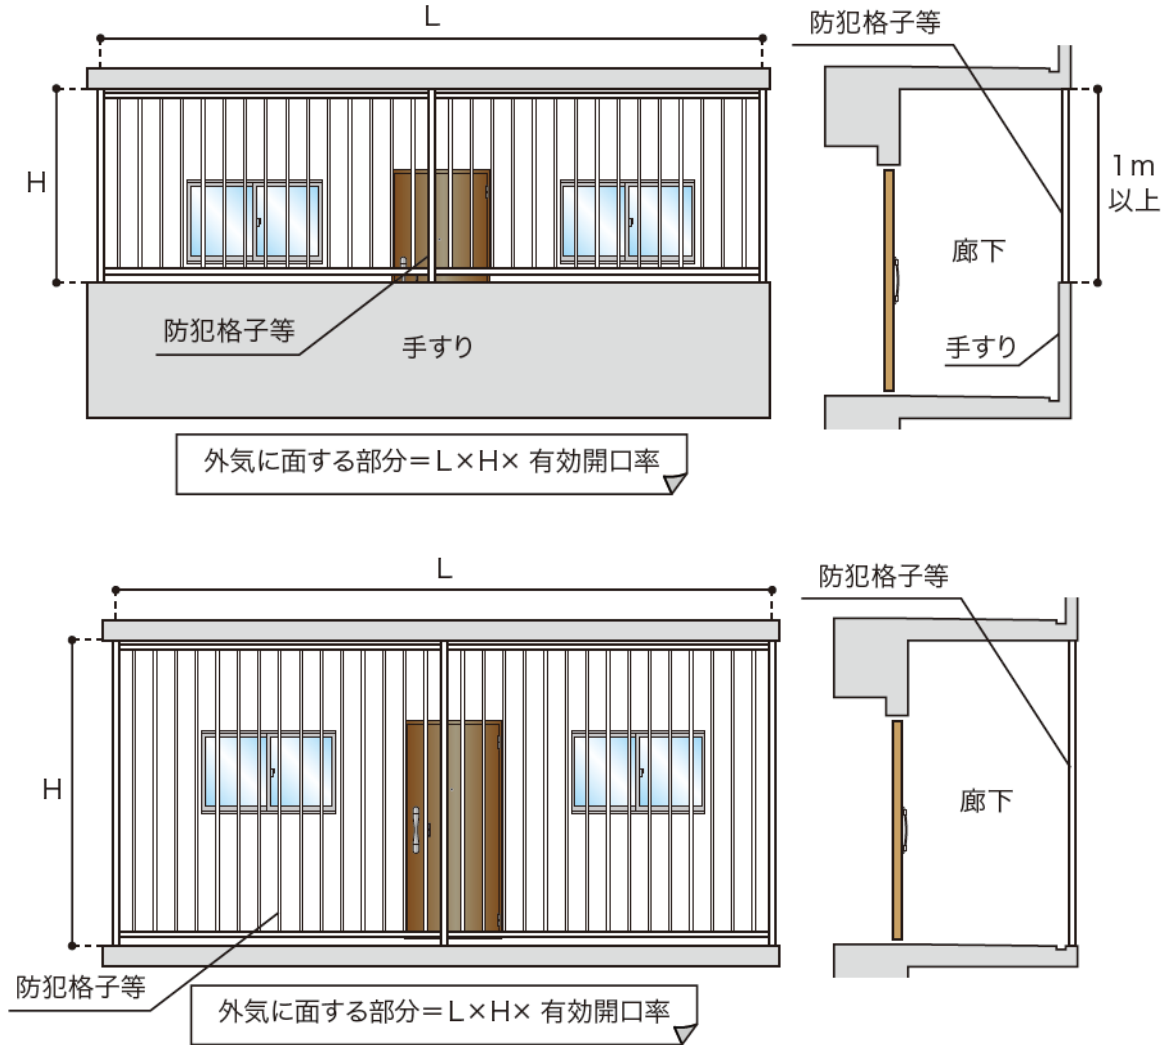 L
防犯格子等
H
1m
以上
廊下
防犯格子等
手すり
手すり
外気に面する部分＝L×H× 有効開口率
L
防犯格子等
H
廊下
防犯格子等
外気に面する部分＝L×H× 有効開口率